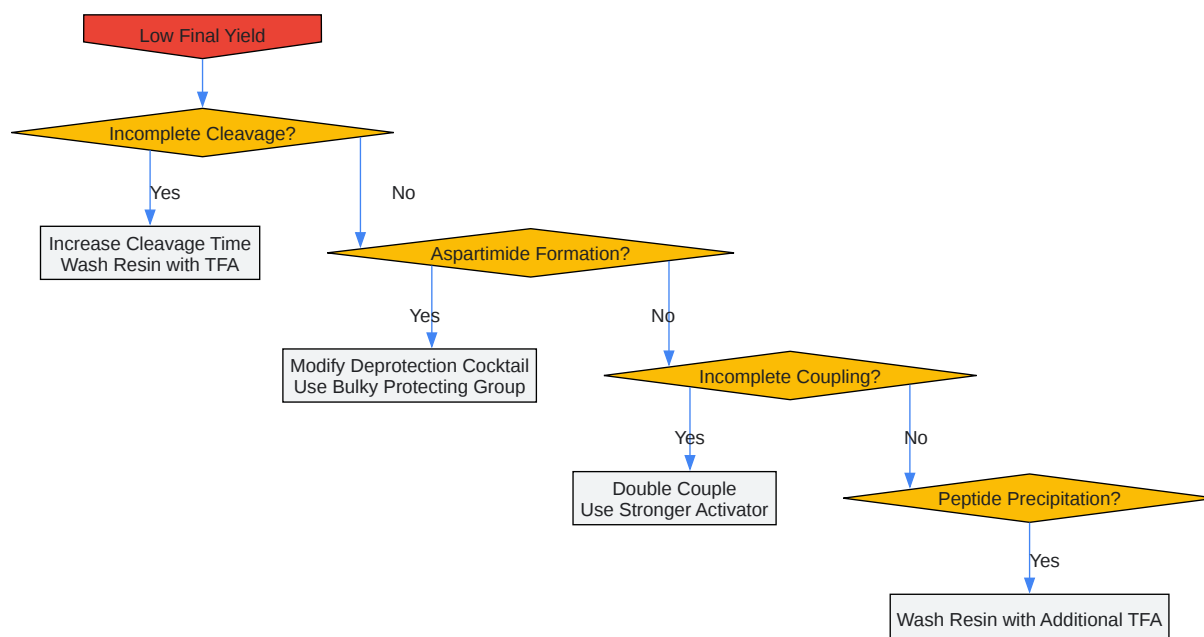 Low Final Yield
Incomplete Cleavage?
Yes
No
Increase Cleavage Time
Wash Resin with TFA
Aspartimide Formation?
Yes
No
Modify Deprotection Cocktail
Use Bulky Protecting Group
Incomplete Coupling?
Yes
No
Double Couple
Use Stronger Activator
Peptide Precipitation?
Yes
Wash Resin with Additional TFA